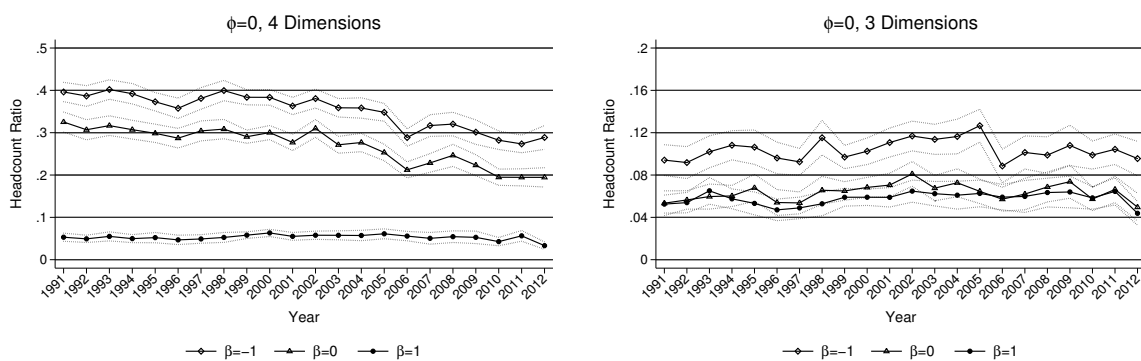 ϕ=0, 4 Dimensions
.5
.4
.3
.2
.1
0
Headcount Ratio
1991 1992 1993 1994 1995 1996 1997 1998 1999 2000 2001 2002 2003 2004 2005 2006 2007 2008 2009 2010 2011 2012
Year
β=−1 β=0 β=1
ϕ=0, 3 Dimensions
.2
.16
.12
.08
.04
0
Headcount Ratio
1991 1992 1993 1994 1995 1996 1997 1998 1999 2000 2001 2002 2003 2004 2005 2006 2007 2008 2009 2010 2011 2012
Year
β=−1 β=0 β=1